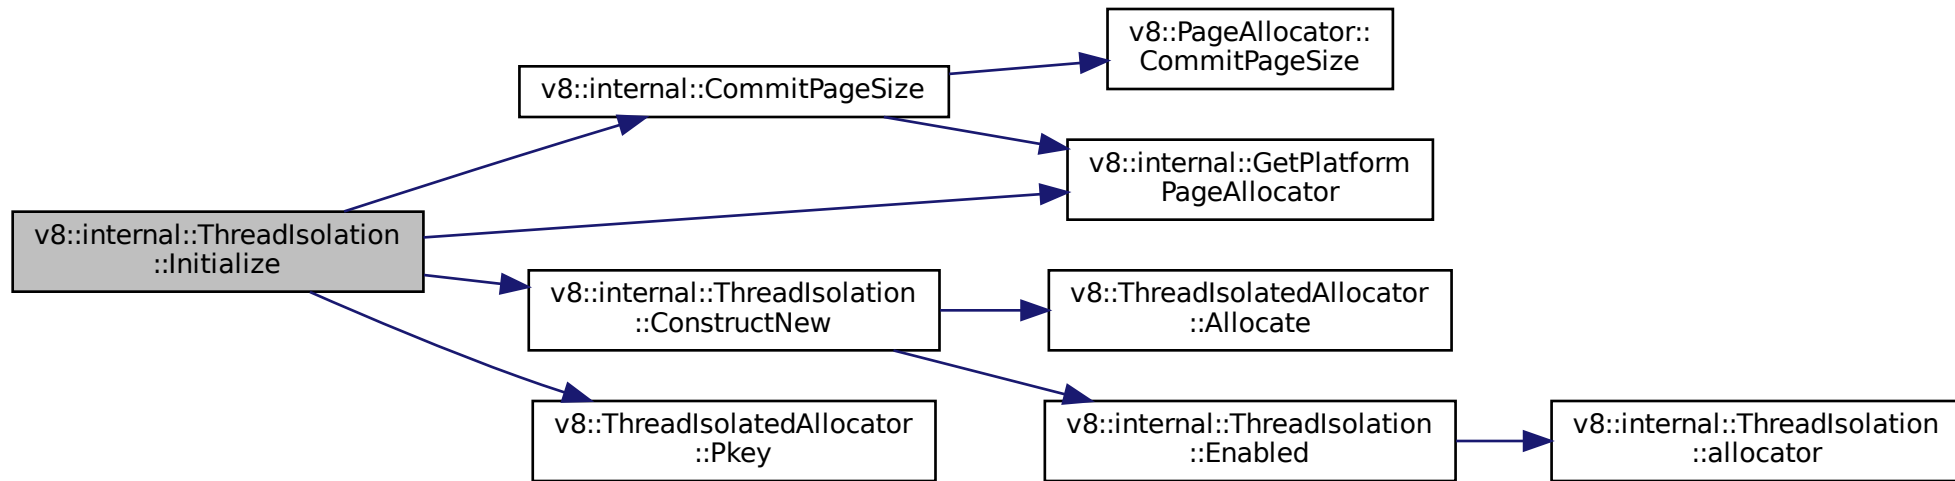 v8::internal::ThreadIsolation
::Initialize
v8::internal::CommitPageSize
v8::PageAllocator::
CommitPageSize
v8::internal::GetPlatform
PageAllocator
v8::internal::ThreadIsolation
::ConstructNew
v8::ThreadIsolatedAllocator
::Allocate
v8::internal::ThreadIsolation
::Enabled
v8::internal::ThreadIsolation
::allocator
v8::ThreadIsolatedAllocator
::Pkey